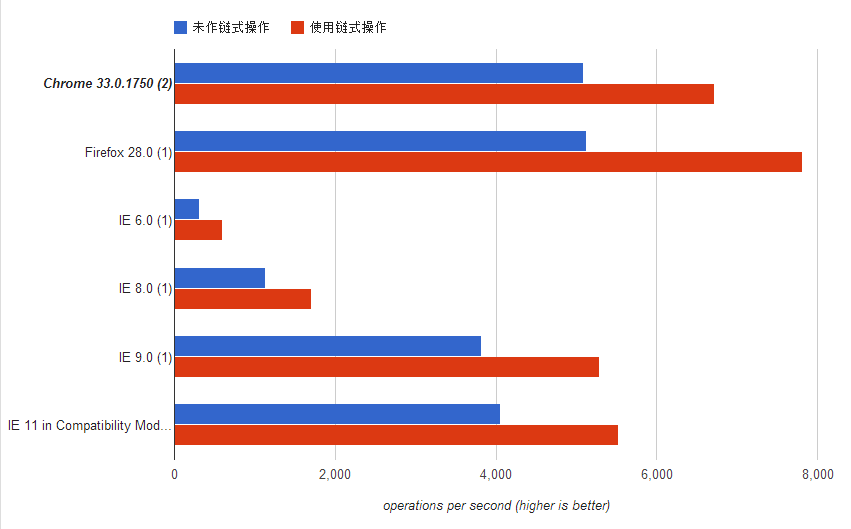 未作链式操作 使用链式操作
Chrome 33.0.1750 (2)
Firefox 28.0 (1)
IE 6.0 (1)
IE 8.0 (1)
IE 9.0 (1)
IE 11 in Compatibility Mod...
0 2,000 4,000 6,000 8,000
operations per second (higher is better)